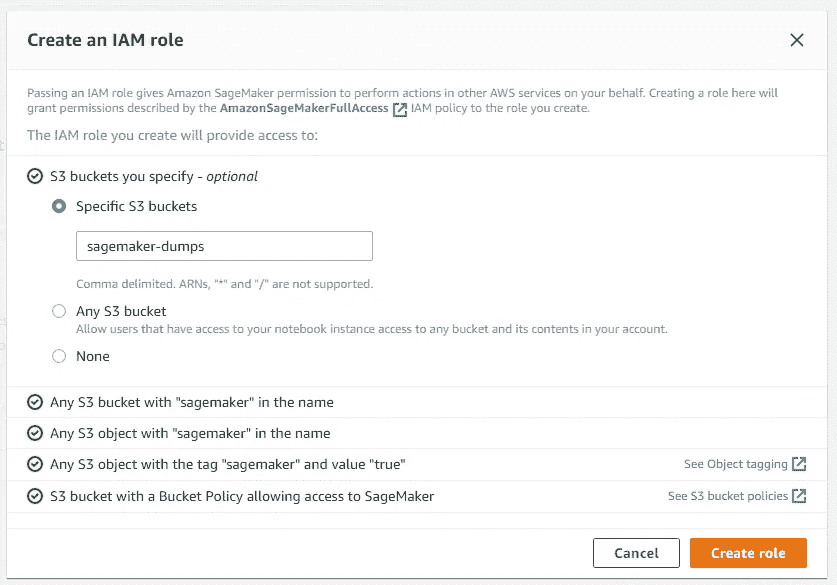 Create an IAM role
Passing an IAM role gives Amazon SageMaker permission to perform actions in other AWS services on your behalf. Creating a role here will
grant permissions described by the AmazonSageMakerFullAccess IAM policy to the role you create.
The IAM role you create will provide access to:
S3 buckets you specify - optional
Specific S3 buckets
sagemaker-dumps
Comma delimited. ARNs, "*" and "/" are not supported.
Any S3 bucket
Allow users that have access to your notebook instance access to any bucket and its contents in your account.
None
Any S3 bucket with "sagemaker" in the name
Any S3 object with "sagemaker" in the name
Any S3 object with the tag "sagemaker" and value "true" See Object tagging
S3 bucket with a Bucket Policy allowing access to SageMaker See S3 bucket policies
Cancel Create role